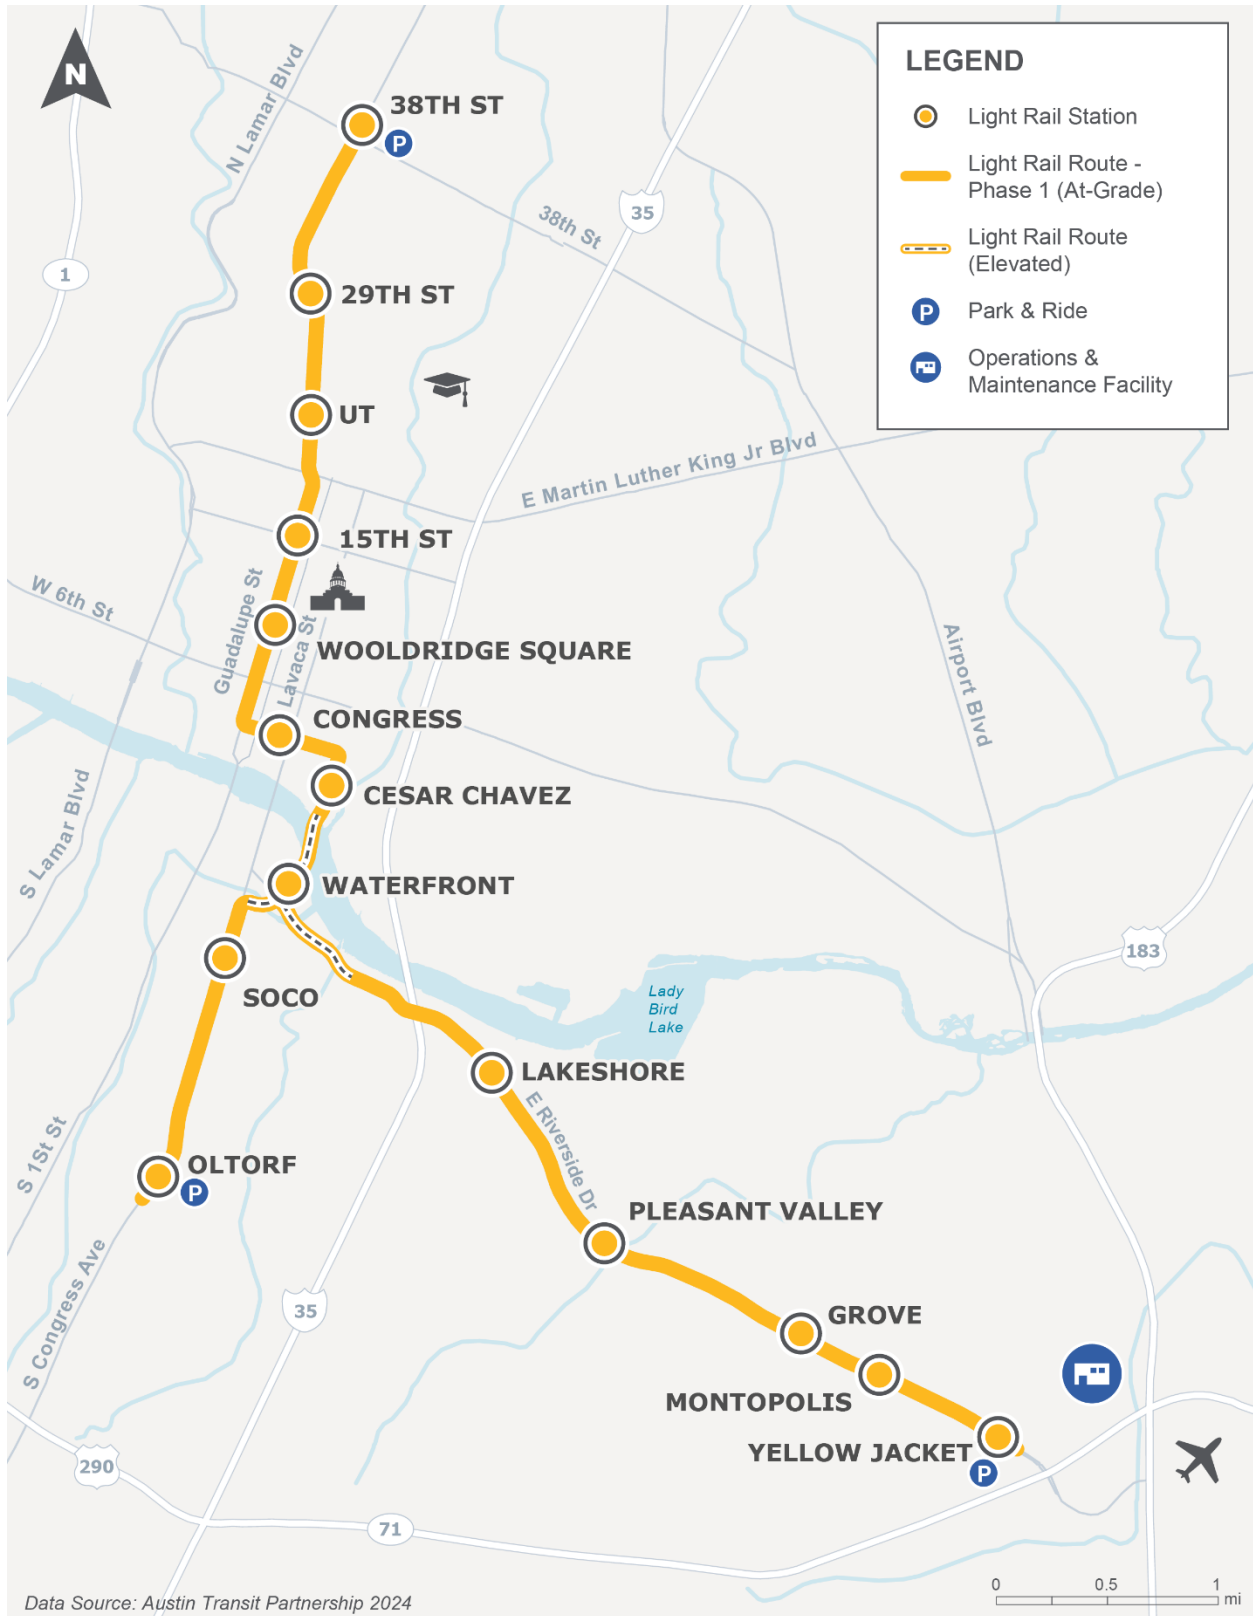 N
N Lamar Blvd
38TH ST
P
LEGEND
Light Rail Station
Light Rail Route -
Phase 1 (At-Grade)
Light Rail Route
(Elevated)
P
Park & Ride
Operations &
Maintenance Facility
35
38th St
1
29TH ST
UT
E Martin Luther King Jr Blvd
15TH ST
W 6th St
Guadalupe St
Lavaca St
WOOLDRIDGE SQUARE
Airport Blvd
CONGRESS
CESAR CHAVEZ
S Lamar Blvd
WATERFRONT
183
SOCO
Lady
Bird
Lake
LAKESHORE
E Riverside Dr
S 1St St
OLTORF
P
PLEASANT VALLEY
S Congress Ave
35
GROVE
MONTOPOLIS
YELLOW JACKET
P
290
71
0
0.5
1
mi
Data Source: Austin Transit Partnership 2024